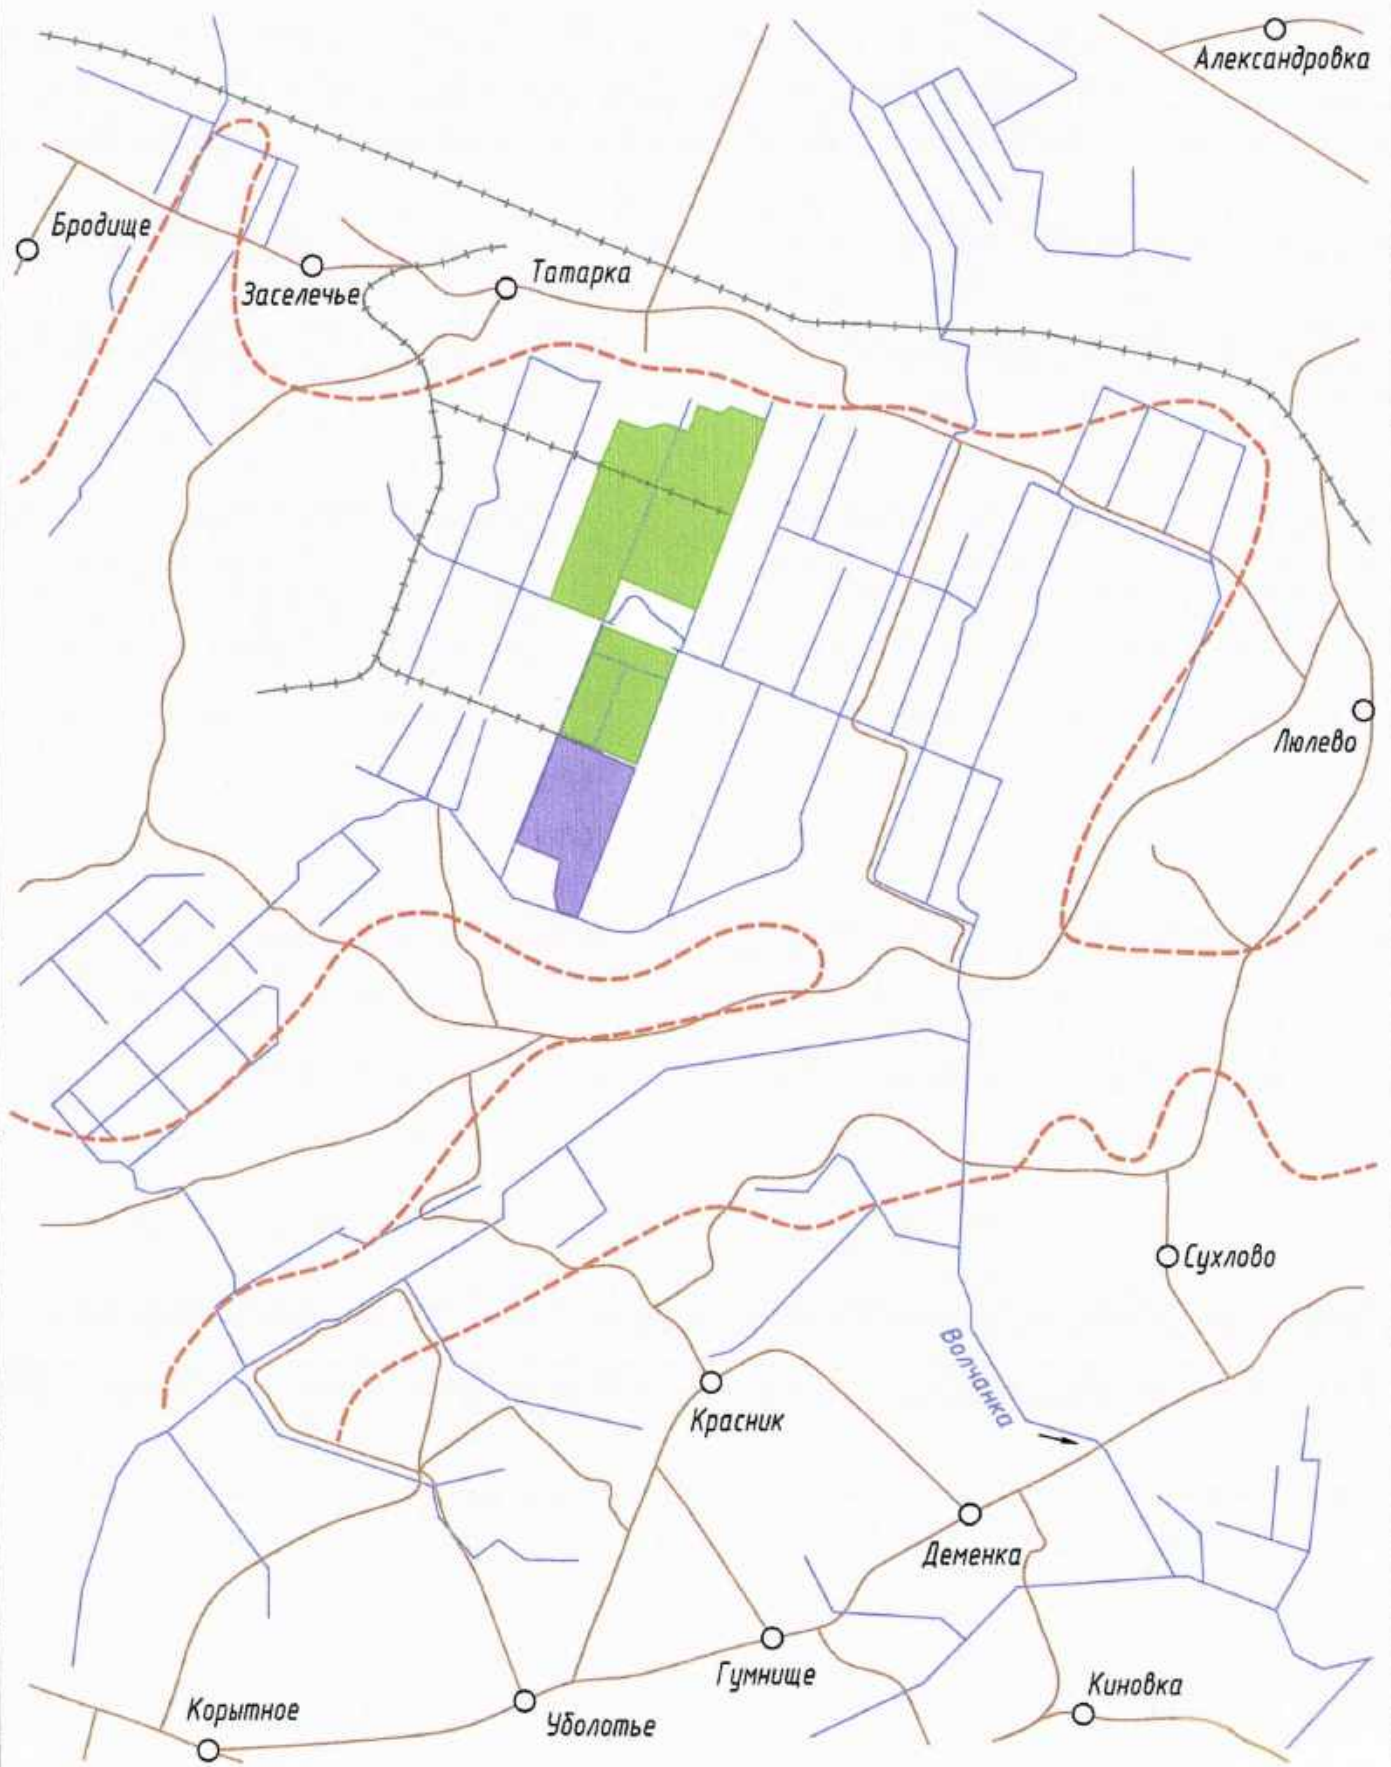 Александровка
Бродище
Заселечье
Татарка
Люлево
Сухлово
Волчанка
Красник
Деменка
Гумнище
Киновка
Корытное
Уболотье